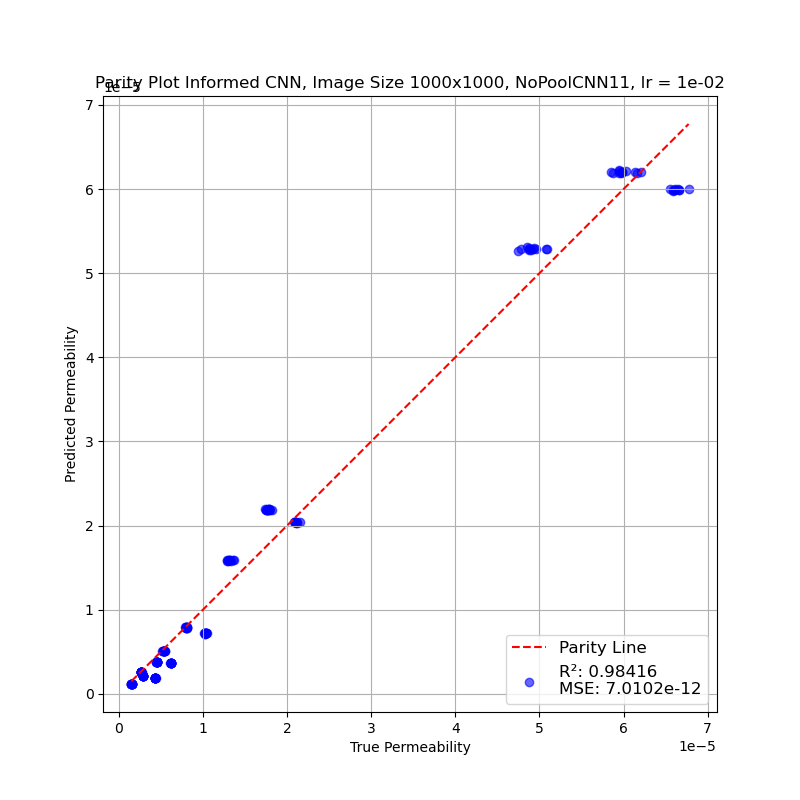 Parity Plot Informed CNN, Image Size 1000x1000, NoPoolCNN11, lr = 1e-02
1e−5
7
6
5
4
3
2
1
0
Predicted Permeability
Parity Line
R²: 0.98416
MSE: 7.0102e-12
0 1 2 3 4 5 6 7
True Permeability
1e−5